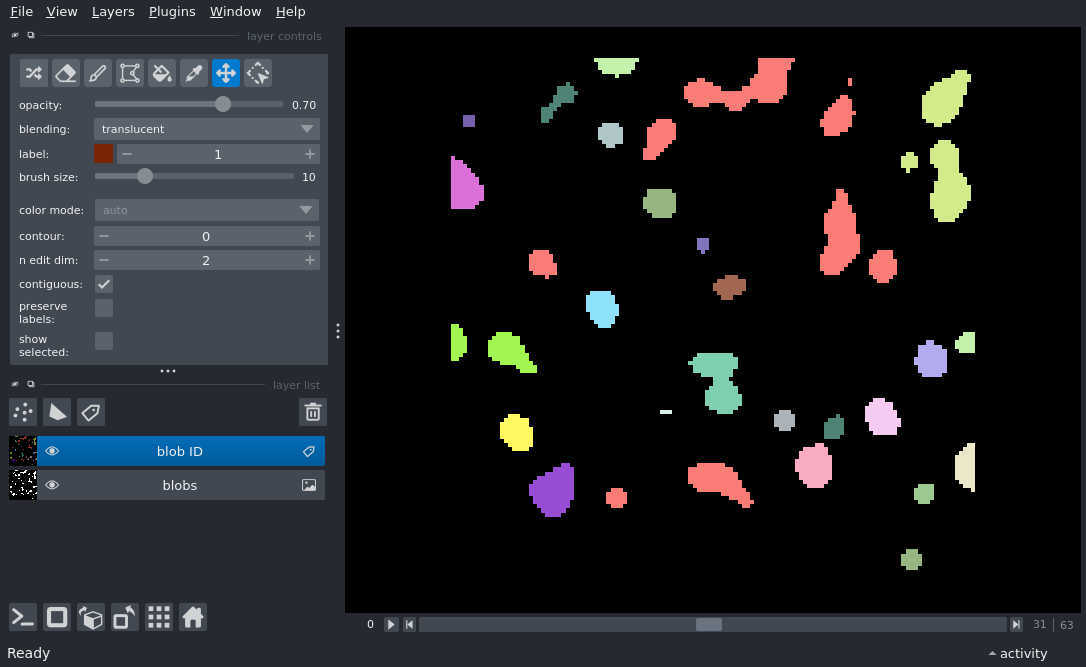 File View Layers Plugins Window Help
layer controls
opacity: 0.70
blending: translucent
label: 1
brush size: 10
color mode: auto
contour: 0
n edit dim: 2
contiguous:
preserve
labels:
show
selected:
layer list
blob ID
blobs
0 31 | 63
Ready activity